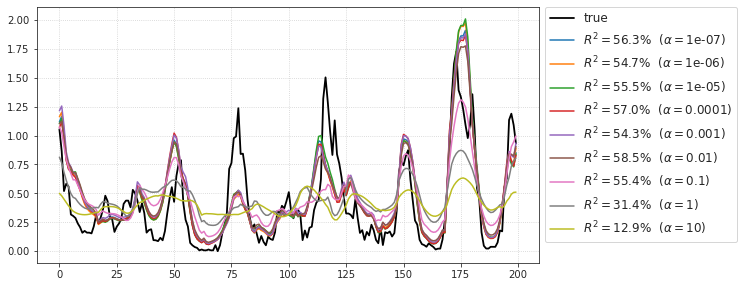 2.00
1.75
1.50
1.25
1.00
0.75
0.50
0.25
0.00
0 25 50 75 100 125 150 175 200
true
R² = 56.3% (α = 1e-07)
R² = 54.7% (α = 1e-06)
R² = 55.5% (α = 1e-05)
R² = 57.0% (α = 0.0001)
R² = 54.3% (α = 0.001)
R² = 58.5% (α = 0.01)
R² = 55.4% (α = 0.1)
R² = 31.4% (α = 1)
R² = 12.9% (α = 10)